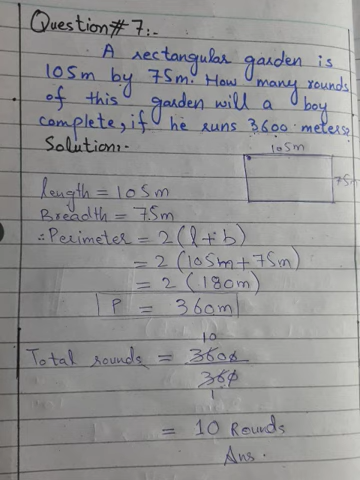 Question# 7:-
A rectangular garden is
105m by 75m. How many rounds
of this garden will a boy
complete, if he runs 3600 meters?
Solution:-
105m
75m
length = 105m
Breadth = 75m
∴ Perimeter = 2(l+b)
= 2(105m+75m)
= 2(180m)
P = 360m
10
Total rounds = 3600
360
1
= 10 Rounds
Ans.